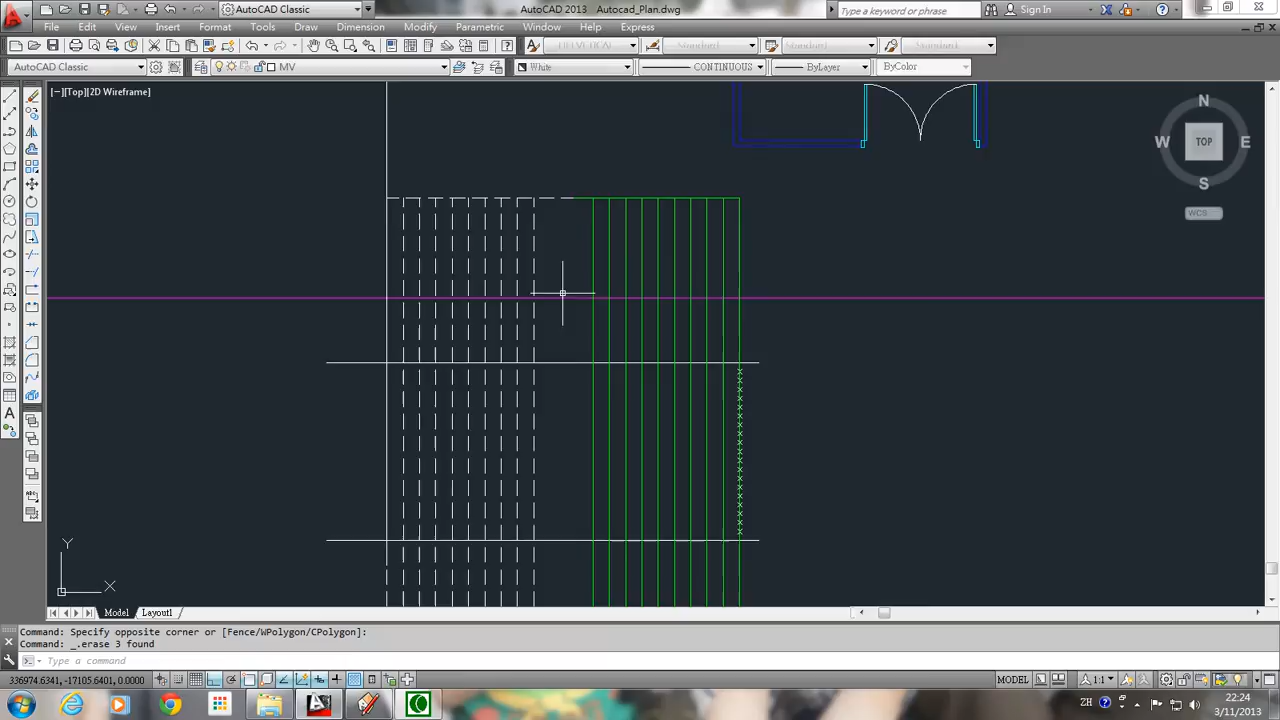 AutoCAD Classic
AutoCAD 2013 Autocad_Plan.dwg
Type a keyword or phrase
Sign In
File Edit View Insert Format Tools Draw Dimension Modify Parametric Window Help Express
Standard
Standard
Standard
AutoCAD Classic
MV
White
CONTINUOUS
ByLayer
ByColor
[−][Top][2D Wireframe]
N
W TOP E
S
WCS
Y
X
Model Layout1
Command: Specify opposite corner or [Fence/WPolygon/CPolygon]:
Command: _.erase 3 found
Type a command
336974.6341, -17105.6401, 0.0000
MODEL
1:1
ZH
22:24
3/11/2013